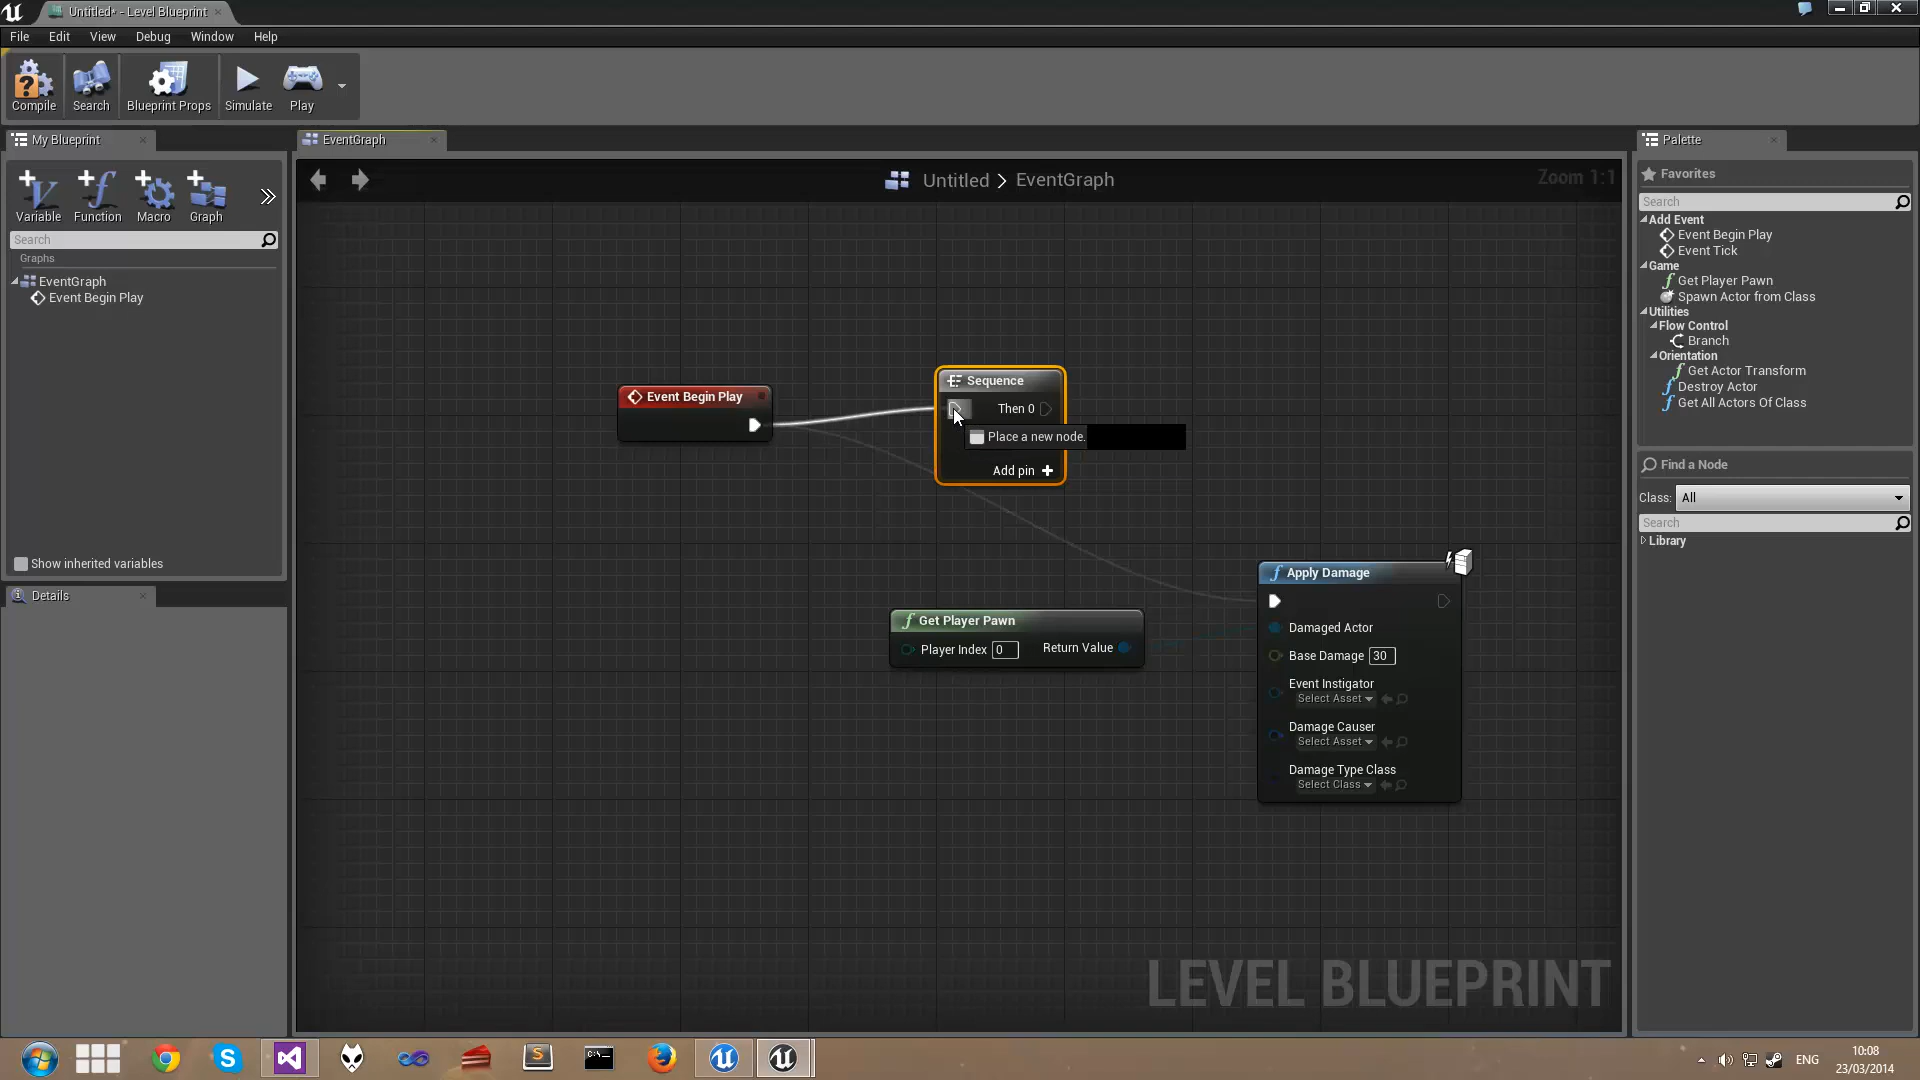 Untitled* - Level Blueprint
File Edit View Debug Window Help
Compile Search Blueprint Props Simulate Play
My Blueprint
Variable Function Macro Graph
Search
Graphs
EventGraph
Event Begin Play
Show inherited variables
Details
EventGraph
Untitled > EventGraph
Zoom 1:1
Event Begin Play
Sequence
Then 0
Place a new node.
Add pin
Get Player Pawn
Player Index 0 Return Value
Apply Damage
Damaged Actor
Base Damage 30
Event Instigator
Select Asset
Damage Causer
Select Asset
Damage Type Class
Select Class
LEVEL BLUEPRINT
Palette
Favorites
Search
Add Event
Event Begin Play
Event Tick
Game
Get Player Pawn
Spawn Actor from Class
Utilities
Flow Control
Branch
Orientation
Get Actor Transform
Destroy Actor
Get All Actors Of Class
Find a Node
Class: All
Search
Library
ENG
10:08
23/03/2014